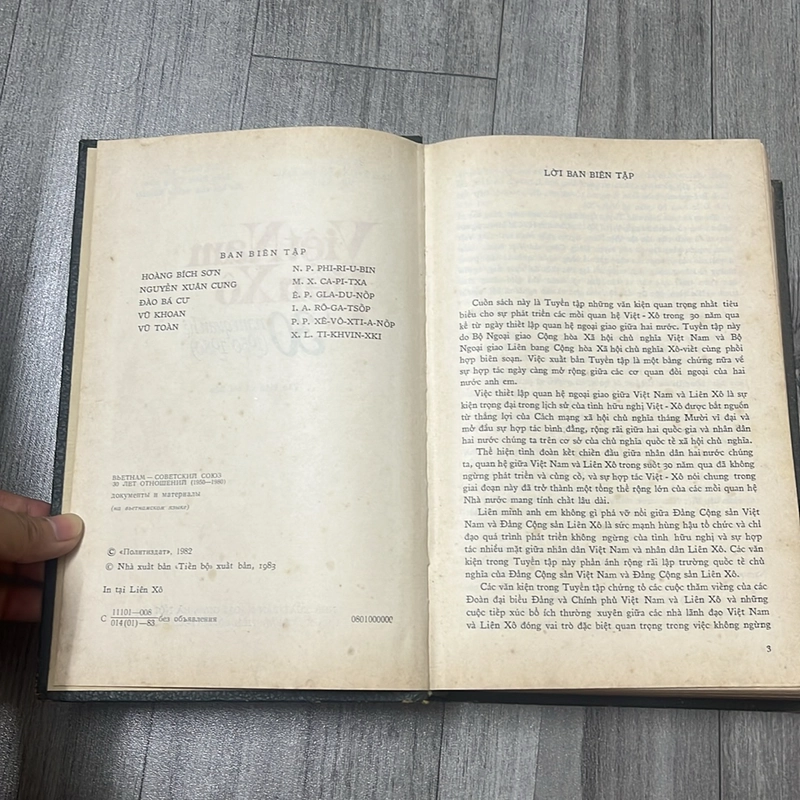 BAN BIÊN TẬP
HOÀNG BÍCH SƠN
NGUYỄN XUÂN CUNG
ĐÀO BÁ CƯ
VŨ KHOAN
VŨ TOÀN
N. P. PHI-RI-U-BIN
M. X. CA-PI-TXA
Ê. P. GLA-DU-NỐP
I. A. RÔ-GA-TSỐP
P. P. XÊ-VÔ-XTI-A-NỐP
X. L. TI-KHVIN-XKI
ВЬЕТНАМ – СОВЕТСКИЙ СОЮЗ
30 ЛЕТ ОТНОШЕНИЙ (1950–1980)
документы и материалы
(на вьетнамском языке)
© «Политиздат», 1982
© Nhà xuất bản «Tiến bộ» xuất bản, 1983
In tại Liên Xô
С 11101—008
014(01)—83 —без объявления 0801000000
LỜI BAN BIÊN TẬP
Cuốn sách này là Tuyển tập những văn kiện quan trọng nhất tiêu
biểu cho sự phát triển các mối quan hệ Việt - Xô trong 30 năm qua
kể từ ngày thiết lập quan hệ ngoại giao giữa hai nước. Tuyển tập này
do Bộ Ngoại giao Cộng hòa Xã hội chủ nghĩa Việt Nam và Bộ
Ngoại giao Liên bang Cộng hòa Xã hội chủ nghĩa Xô-viết cùng phối
hợp biên soạn. Việc xuất bản Tuyển tập là một bằng chứng nữa về
sự hợp tác ngày càng mở rộng giữa các cơ quan đối ngoại của hai
nước anh em.
Việc thiết lập quan hệ ngoại giao giữa Việt Nam và Liên Xô là sự
kiện trọng đại trong lịch sử của tình hữu nghị Việt - Xô được bắt nguồn
từ thắng lợi của Cách mạng xã hội chủ nghĩa tháng Mười vĩ đại và
mở đầu sự hợp tác bình đẳng, rộng rãi giữa hai quốc gia và nhân dân
hai nước chúng ta trên cơ sở của chủ nghĩa quốc tế xã hội chủ nghĩa.
Thể hiện tình đoàn kết chiến đấu giữa nhân dân hai nước chúng
ta, quan hệ giữa Việt Nam và Liên Xô trong suốt 30 năm qua đã không
ngừng phát triển và củng cố, và sự hợp tác Việt - Xô nói chung trong
giai đoạn này đã trở thành một tổng thể rộng lớn của các mối quan hệ
Nhà nước mang tính chất lâu dài.
Liên minh anh em không gì phá vỡ nổi giữa Đảng Cộng sản Việt
Nam và Đảng Cộng sản Liên Xô là sức mạnh hùng hậu tổ chức và chỉ
đạo quá trình phát triển không ngừng của tình hữu nghị và sự hợp
tác nhiều mặt giữa nhân dân Việt Nam và nhân dân Liên Xô. Các văn
kiện trong Tuyển tập này phản ánh rộng rãi lập trường quốc tế chủ
nghĩa của Đảng Cộng sản Việt Nam và Đảng Cộng sản Liên Xô.
Các văn kiện trong Tuyển tập chứng tỏ các cuộc thăm viếng của các
Đoàn đại biểu Đảng và Chính phủ Việt Nam và Liên Xô và những
cuộc tiếp xúc bổ ích thường xuyên giữa các nhà lãnh đạo Việt Nam
và Liên Xô đóng vai trò đặc biệt quan trọng trong việc không ngừng
3